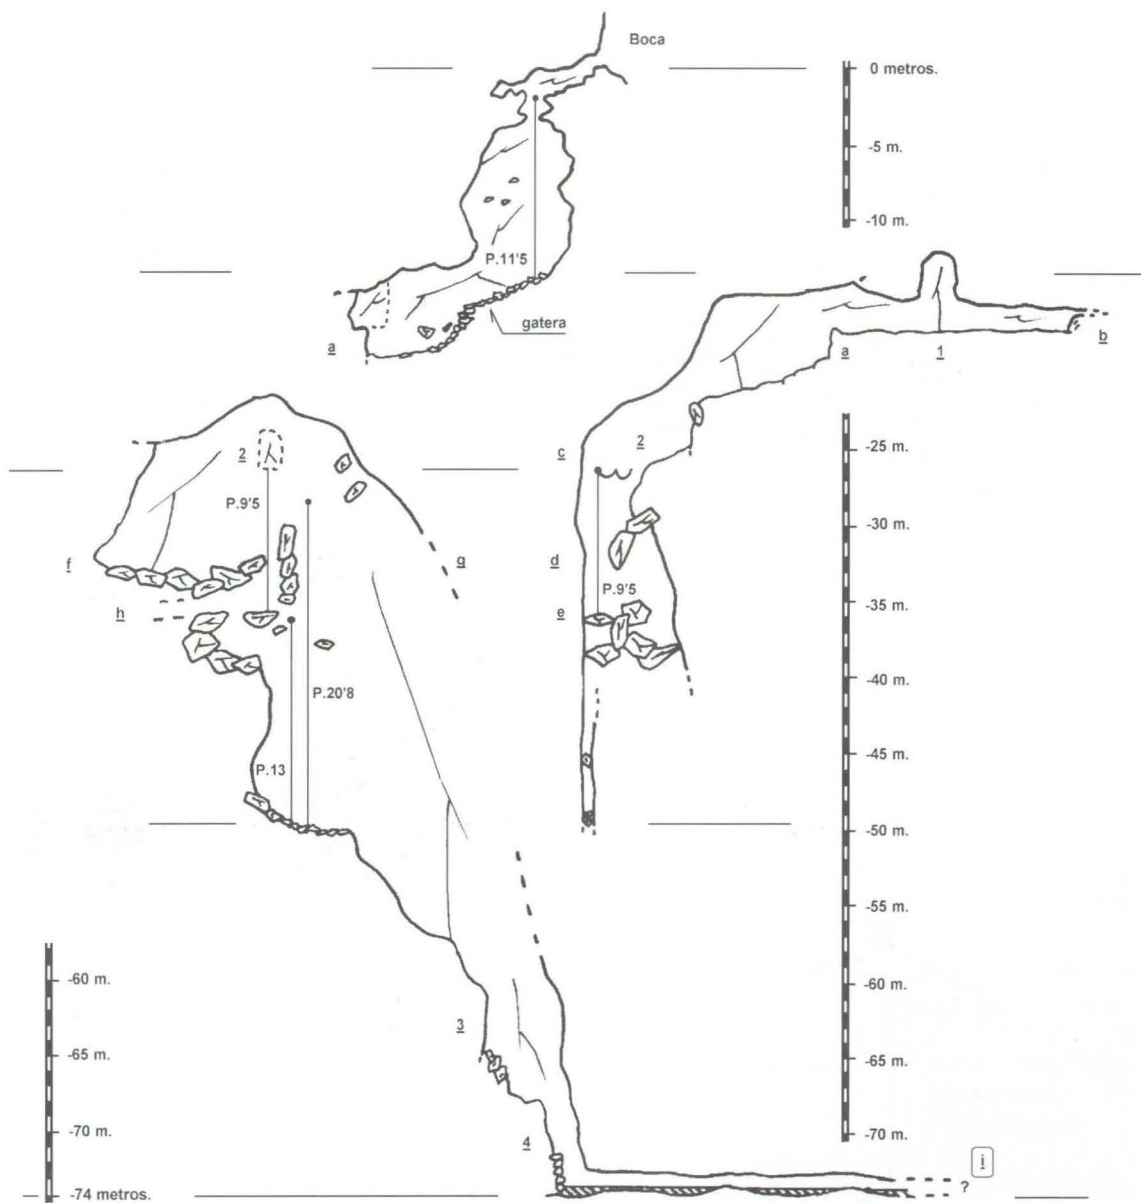 Boca
0 metros.
-5 m.
-10 m.
P.11'5
gatera
a
a
1
b
2
P.9'5
c
2
-25 m.
f
g
d
-30 m.
h
P.9'5
e
-35 m.
-40 m.
P.20'8
P.13
-45 m.
-50 m.
-55 m.
-60 m.
-60 m.
3
-65 m.
-65 m.
-70 m.
4
-70 m.
i
?
-74 metros.